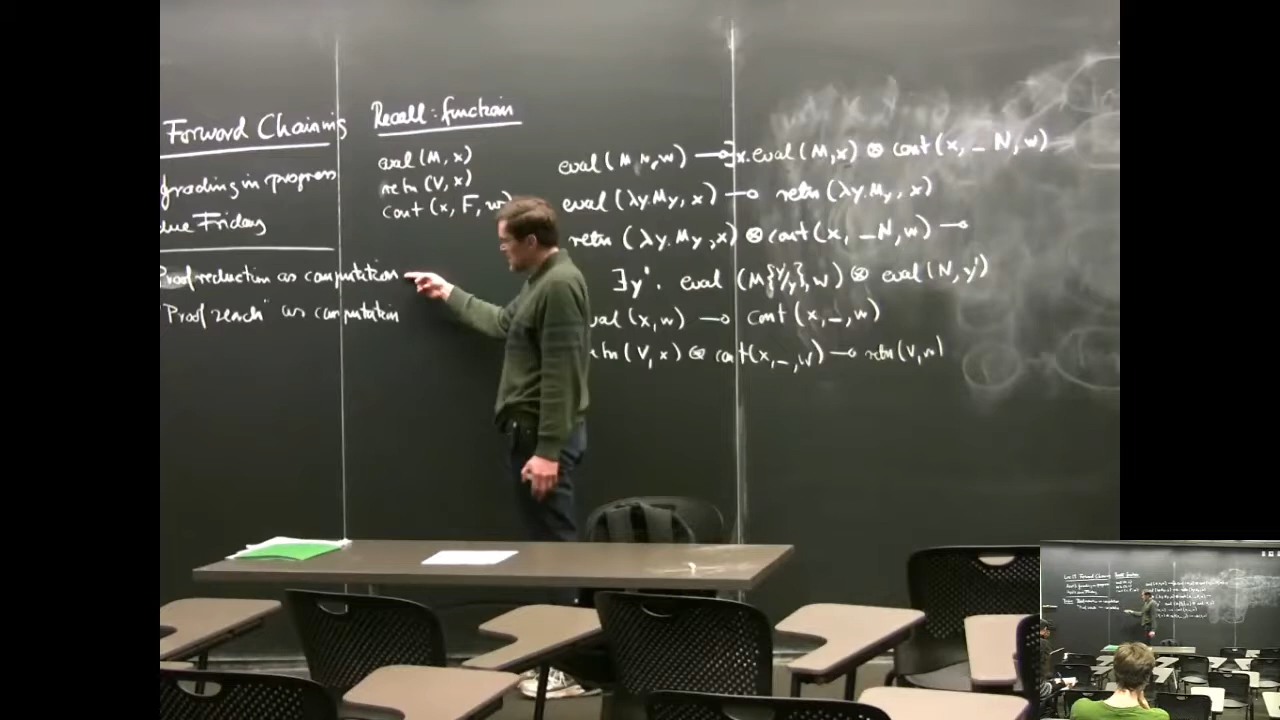 Forward Chaining
grading in progress
due Friday
Proof reduction as computation
"Proof search" as computation
Recall: function
eval (M, x)
retn (V, x)
cont (x, F, w)
eval (M N, w) ⊸ ∃x. eval (M, x) ⊗ cont (x, _ N, w)
eval (λy. My, x) ⊸ retn (λy. My, x)
retn (λy. My, x) ⊗ cont (x, _ N, w) ⊸
∃y'. eval (M{y'/y}, w) ⊗ eval (N, y')
eval (x, w) ⊸ cont (x, _, w)
retn (V, x) ⊗ cont (x, _, w) ⊸ retn (V, w)